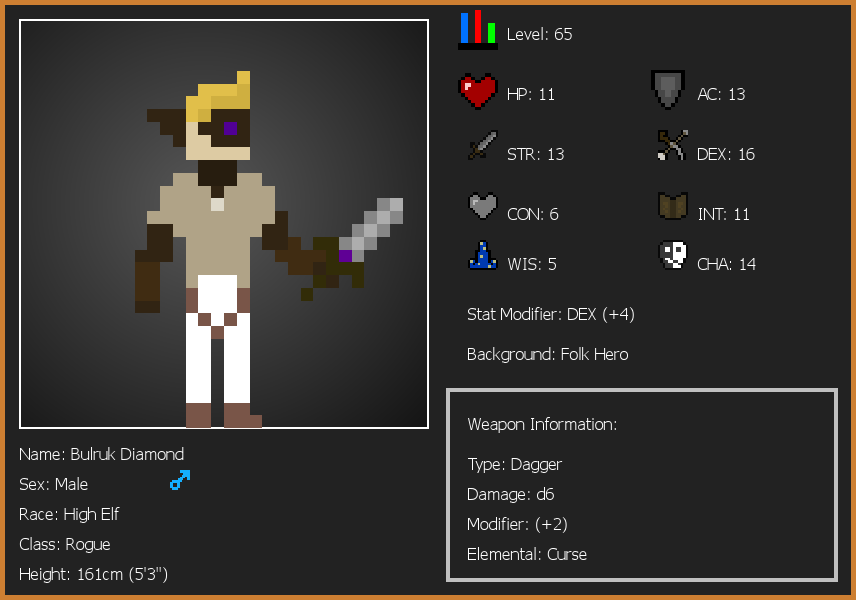 Level: 65
HP: 11
AC: 13
STR: 13
DEX: 16
CON: 6
INT: 11
WIS: 5
CHA: 14
Stat Modifier: DEX (+4)
Background: Folk Hero
Weapon Information:
Type: Dagger
Damage: d6
Modifier: (+2)
Elemental: Curse
Name: Bulruk Diamond
Sex: Male
Race: High Elf
Class: Rogue
Height: 161cm (5'3")